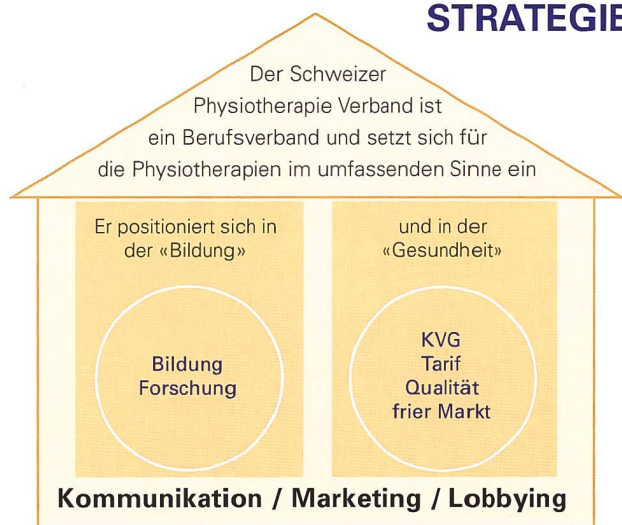 STRATEGIE
Der Schweizer
Physiotherapie Verband ist
ein Berufsverband und setzt sich für
die Physiotherapien im umfassenden Sinne ein
Er positioniert sich in
der «Bildung»
und in der
«Gesundheit»
Bildung
Forschung
KVG
Tarif
Qualität
frier Markt
Kommunikation / Marketing / Lobbying